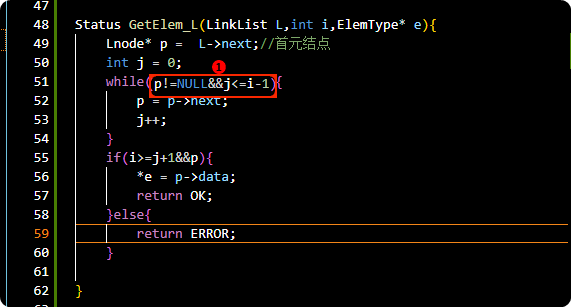 47
48 Status GetElem_L(LinkList L,int i,ElemType* e){
49 Lnode* p =  L->next;//首元结点
50 int j = 0;
1
51 while(p!=NULL&&j<=i-1){
52 p = p->next;
53 j++;
54 }
55 if(i>=j+1&&p){
56 *e = p->data;
57 return OK;
58 }else{
59 return ERROR;
60 }
61
62 }